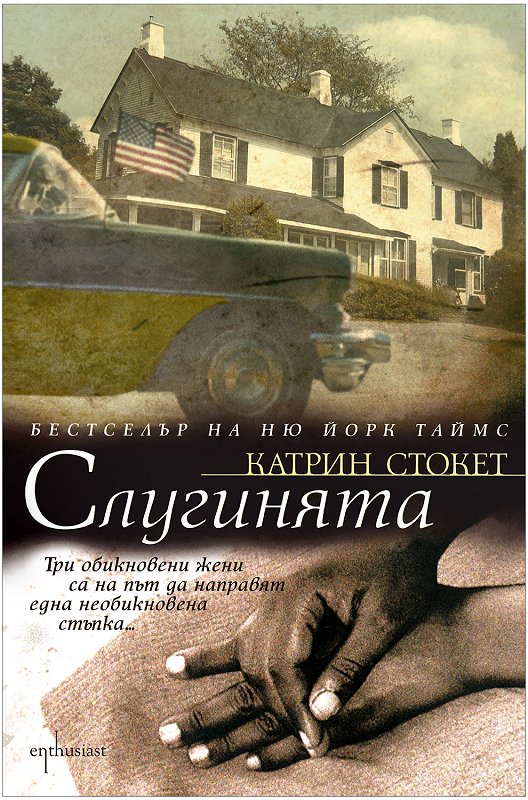 БЕСТСЕЛЪР НА НЮ ЙОРК ТАЙМС
КАТРИН СТОКЕТ
Слугинята
Три обикновени жени
са на път да направят
една необикновена
стъпка...
enthusiast